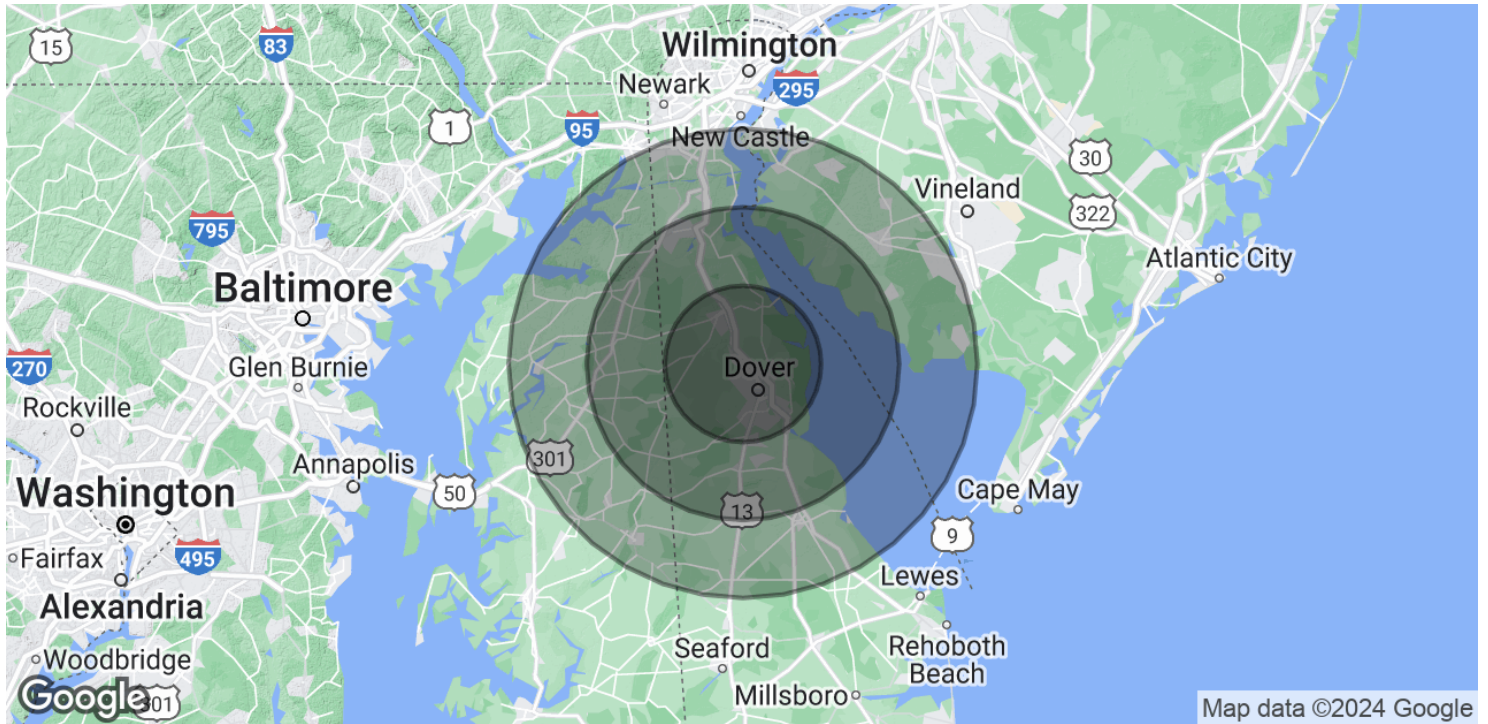 15
83
Wilmington
Newark
295
1
95
New Castle
30
Vineland
322
795
Baltimore
Atlantic City
270
Glen Burnie
Dover
Rockville
301
Annapolis
50
Washington
13
Cape May
9
Fairfax
495
Lewes
Alexandria
Seaford
Rehoboth
Beach
Woodbridge
Millsboro
Google
301
Map data ©2024 Google